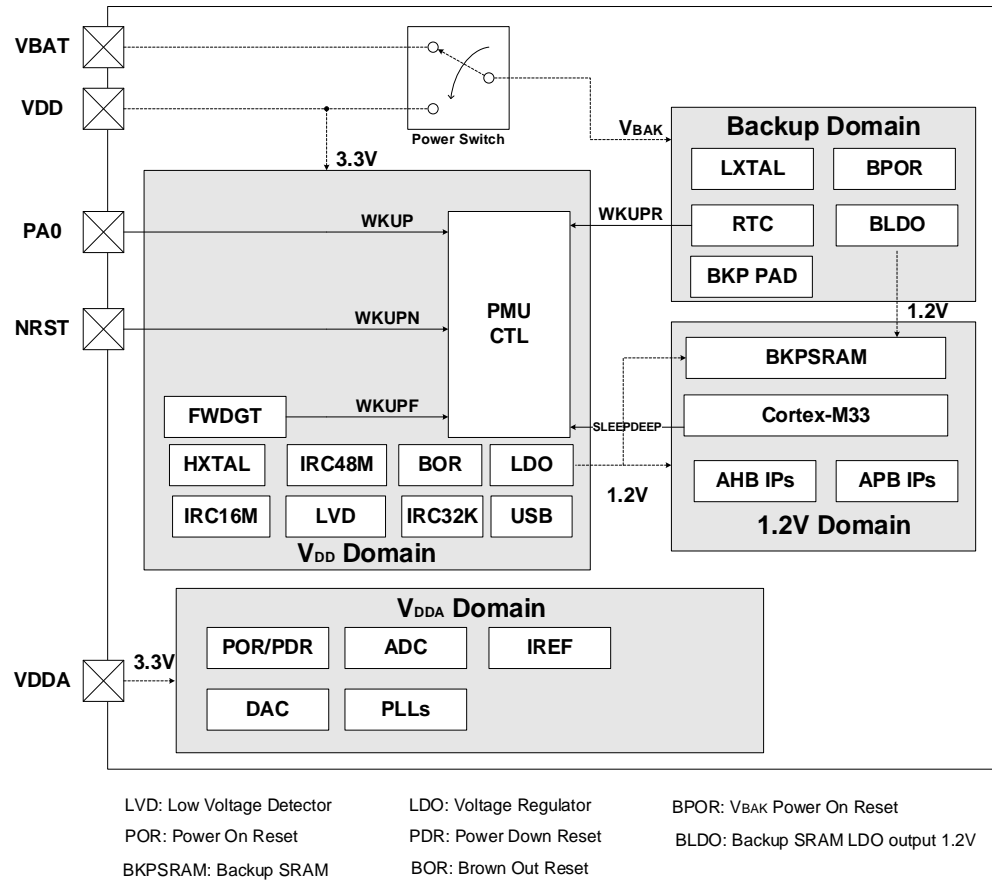 VBAT
VDD
Power Switch
3.3V
VBAK
Backup Domain
LXTAL
BPOR
RTC
BLDO
BKP PAD
WKUPR
1.2V
PA0
WKUP
NRST
WKUPN
PMU
CTL
FWDGT
WKUPF
HXTAL
IRC48M
BOR
LDO
IRC16M
LVD
IRC32K
USB
VDD Domain
1.2V
SLEEPDEEP
BKPSRAM
Cortex-M33
AHB IPs
APB IPs
1.2V Domain
VDDA
3.3V
VDDA Domain
POR/PDR
ADC
IREF
DAC
PLLs
LVD: Low Voltage Detector
LDO: Voltage Regulator
BPOR: VBAK Power On Reset
POR: Power On Reset
PDR: Power Down Reset
BLDO: Backup SRAM LDO output 1.2V
BKPSRAM: Backup SRAM
BOR: Brown Out Reset